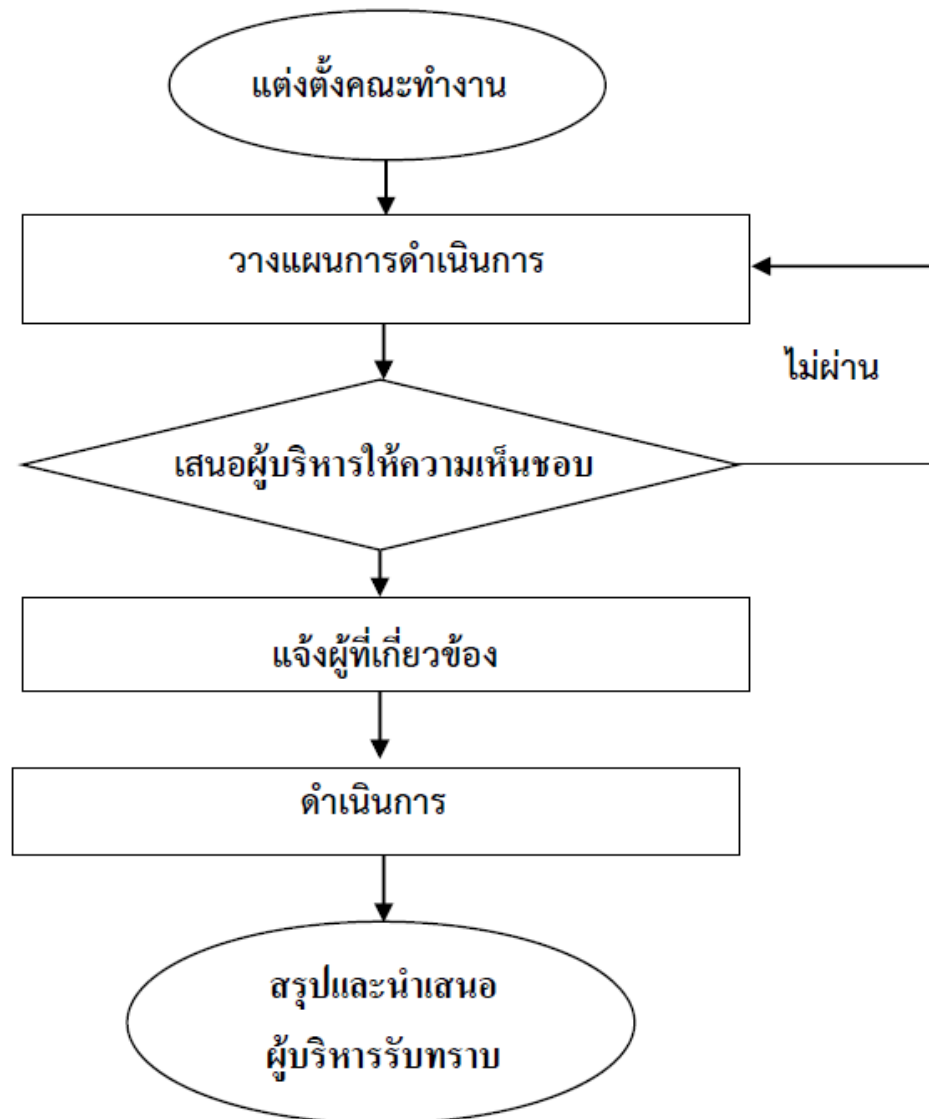 แต่งตั้งคณะทำงาน
วางแผนการดำเนินการ
ไม่ผ่าน
เสนอผู้บริหารให้ความเห็นชอบ
แจ้งผู้ที่เกี่ยวข้อง
ดำเนินการ
สรุปและนำเสนอ
ผู้บริหารรับทราบ